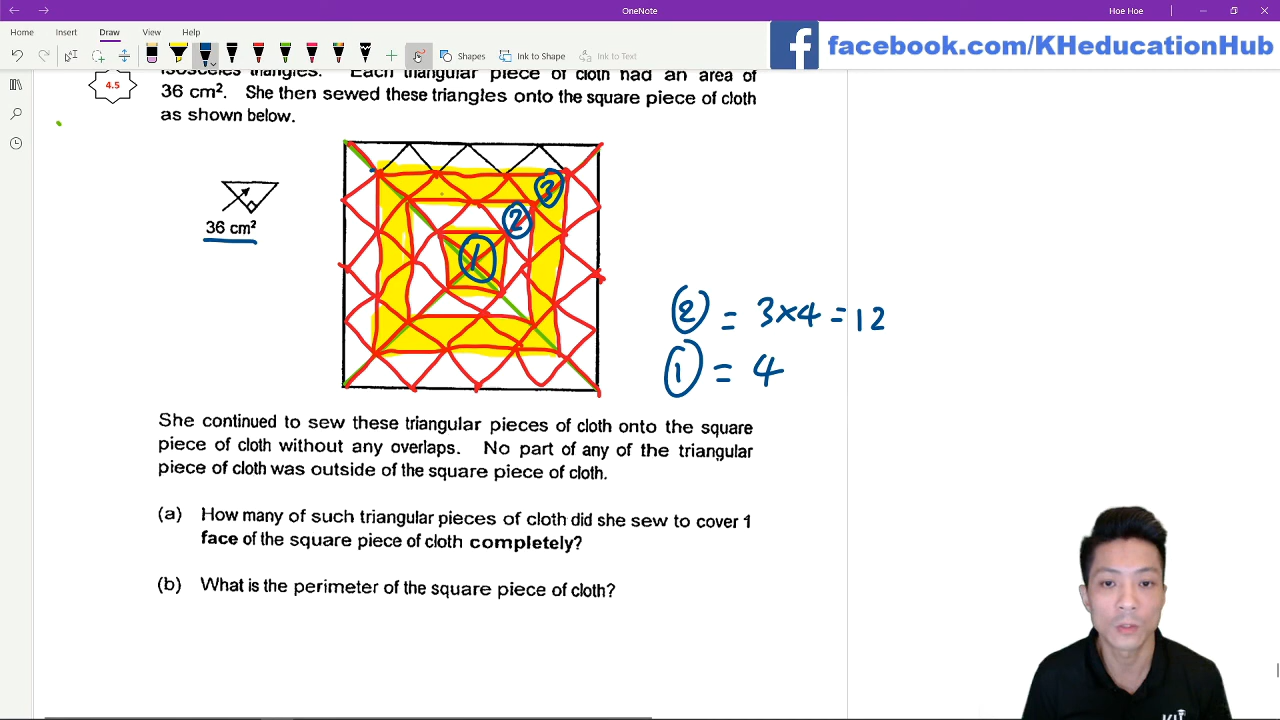 OneNote
Hoe Hoe
Home Insert Draw View Help
Shapes Ink to Shape Ink to Text
facebook.com/KHeducationHub
4.5
isosceles triangles. Each triangular piece of cloth had an area of
36 cm². She then sewed these triangles onto the square piece of cloth
as shown below.
36 cm²
3
2
1
2 = 3×4 = 12
1 = 4
She continued to sew these triangular pieces of cloth onto the square
piece of cloth without any overlaps. No part of any of the triangular
piece of cloth was outside of the square piece of cloth.
(a) How many of such triangular pieces of cloth did she sew to cover 1
face of the square piece of cloth completely?
(b) What is the perimeter of the square piece of cloth?